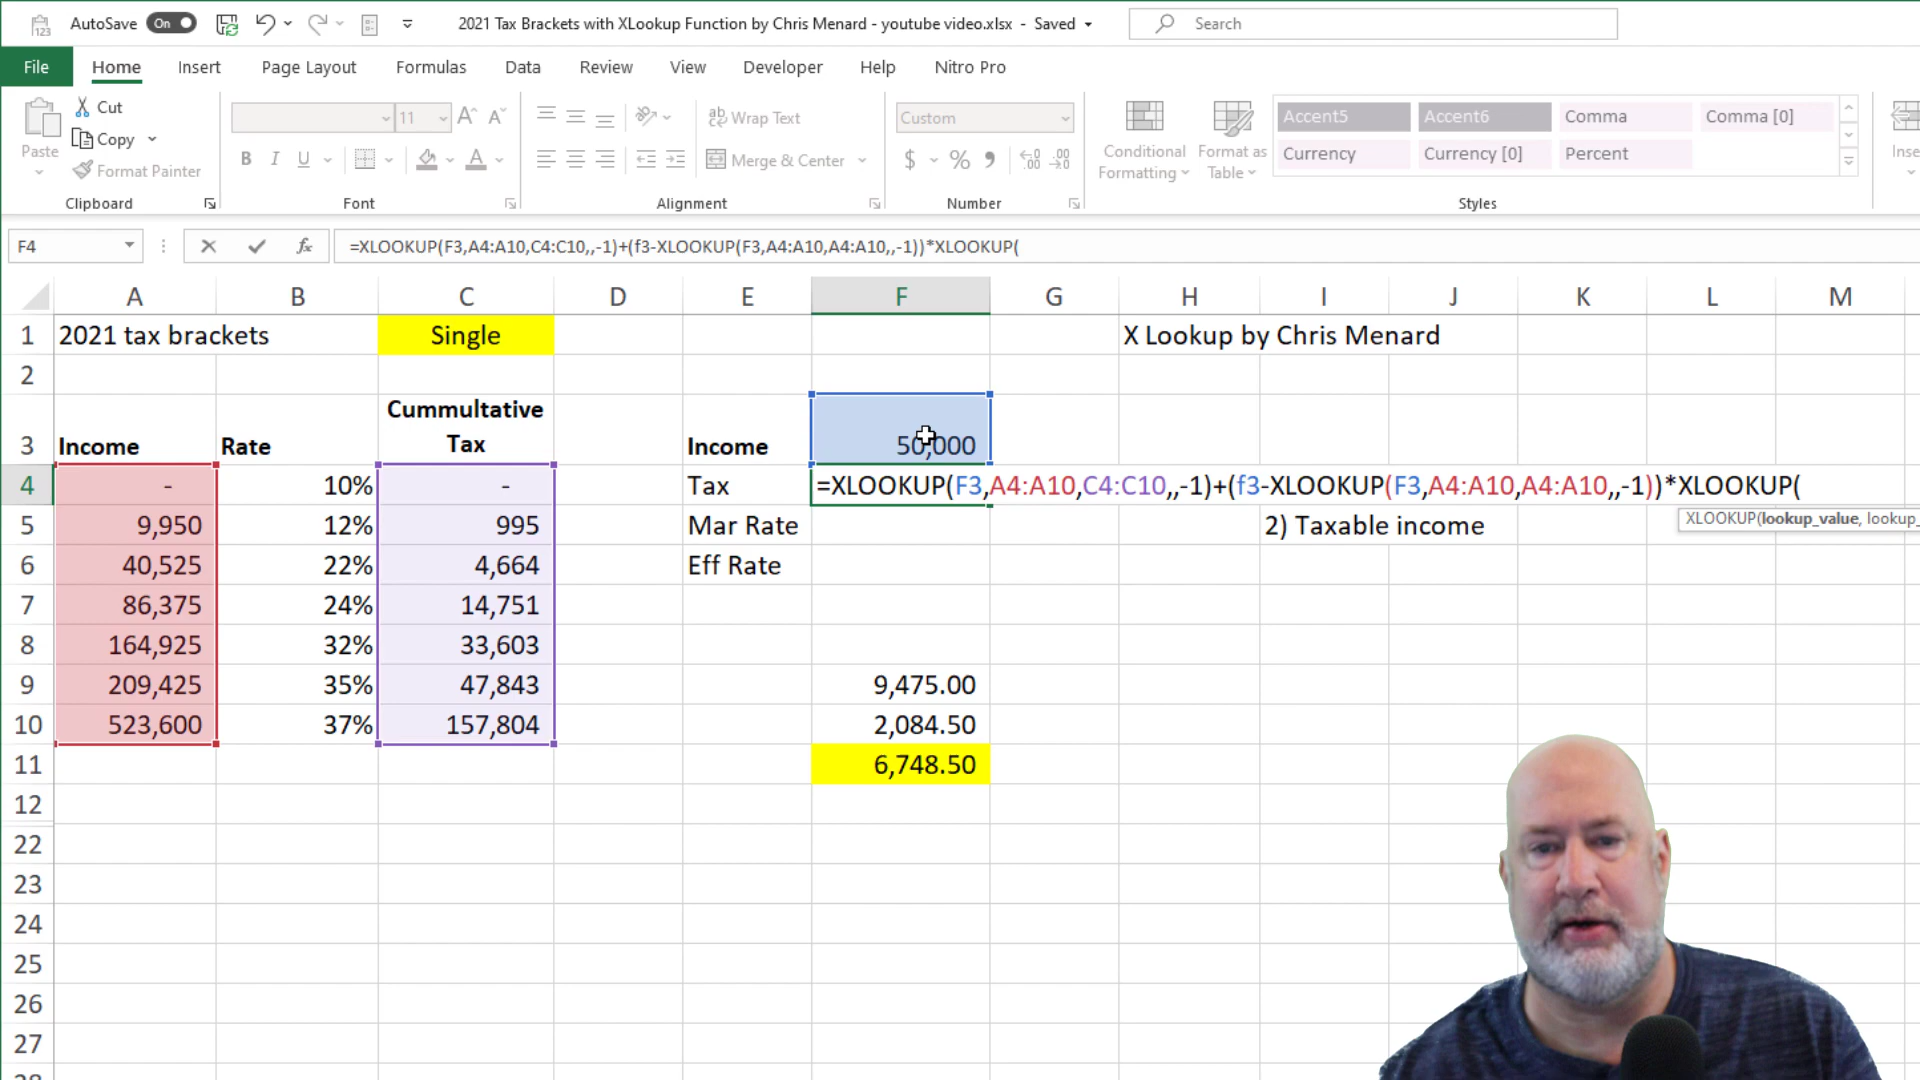 AutoSave On 2021 Tax Brackets with XLookup Function by Chris Menard - youtube video.xlsx - Saved Search
File Home Insert Page Layout Formulas Data Review View Developer Help Nitro Pro
Paste Cut Copy Format Painter
11
Wrap Text
Merge & Center
Custom
$ % 9
Conditional Formatting
Format as Table
Accent5 Accent6 Comma Comma [0]
Currency Currency [0] Percent
Clipboard Font Alignment Number Styles
F4 fx =XLOOKUP(F3,A4:A10,C4:C10,,-1)+(f3-XLOOKUP(F3,A4:A10,A4:A10,,-1))*XLOOKUP(
A B C D E F G H I J K L M
1 2021 tax brackets Single X Lookup by Chris Menard
2
3 Income Rate Cummultative Tax Income 50,000
4 - 10% - Tax =XLOOKUP(F3,A4:A10,C4:C10,,-1)+(f3-XLOOKUP(F3,A4:A10,A4:A10,,-1))*XLOOKUP(
XLOOKUP(lookup_value, lookup_
5 9,950 12% 995 Mar Rate 2) Taxable income
6 40,525 22% 4,664 Eff Rate
7 86,375 24% 14,751
8 164,925 32% 33,603
9 209,425 35% 47,843 9,475.00
10 523,600 37% 157,804 2,084.50
11 6,748.50
12
22
23
24
25
26
27